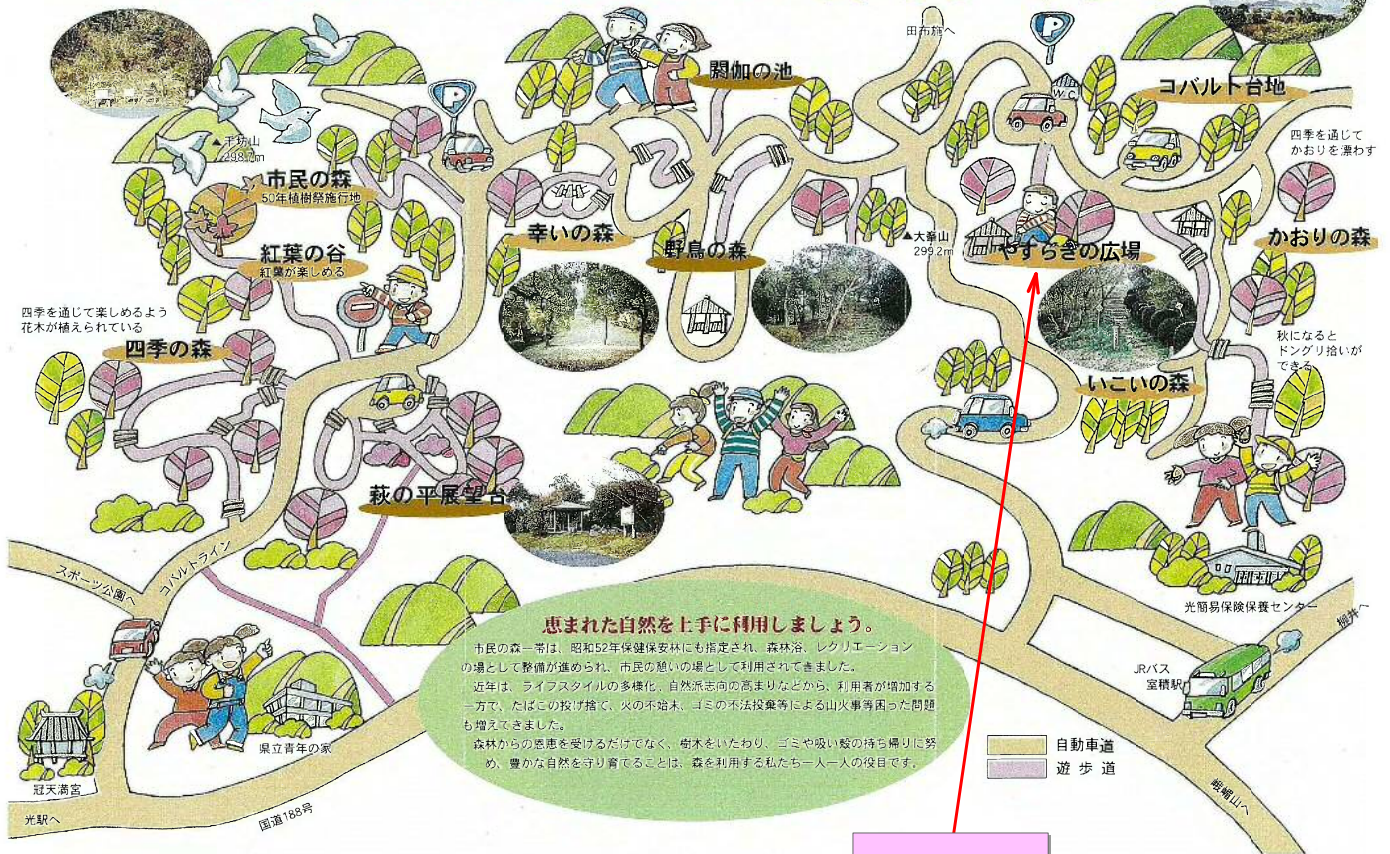 田布施へ
P
P
閼伽の池
W.C
コバルト台地
四季を通じて
かおりを漂わす
▲千坊山
298.7m
市民の森
50年植樹祭施行地
幸いの森
野鳥の森
▲大峯山
299.2m
やすらぎの広場
かおりの森
紅葉の谷
紅葉が楽しめる
四季を通じて楽しめるよう
花木が植えられている
四季の森
秋になると
ドングリ拾いが
できる
いこいの森
萩の平展望台
スポーツ公園へ
コバルトライン
光簡易保険保養センター
柳井へ
恵まれた自然を上手に利用しましょう。
市民の森一帯は、昭和52年保健保安林にも指定され、森林浴、レクリエーション
の場として整備が進められ、市民の憩いの場として利用されてきました。
近年は、ライフスタイルの多様化、自然派志向の高まりなどから、利用者が増加する
一方で、たばこの投げ捨て、火の不始末、ゴミの不法投棄等による山火事等困った問題
も増えてきました。
森林からの恩恵を受けるだけでなく、樹木をいたわり、ゴミや吸い殻の持ち帰りに努
め、豊かな自然を守り育てることは、森を利用する私たち一人一人の役目です。
JRバス
室積駅
県立青年の家
自動車道
遊歩道
冠天満宮
光駅へ
国道188号
峨嵋山へ